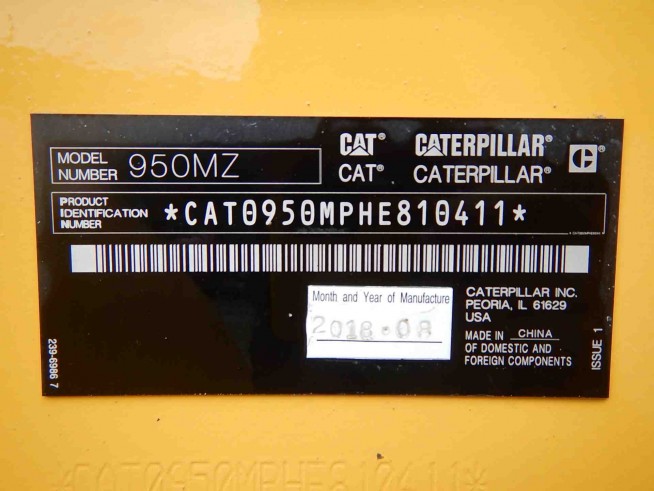 CAT® CATERPILLAR® C
CAT® CATERPILLAR®
MODEL NUMBER 950MZ
PRODUCT IDENTIFICATION NUMBER *CAT0950MPHE810411*
Month and Year of Manufacture
2018-08
CATERPILLAR INC.
PEORIA, IL 61629
USA
MADE IN CHINA
OF DOMESTIC AND
FOREIGN COMPONENTS
ISSUE 1
239-6986 7